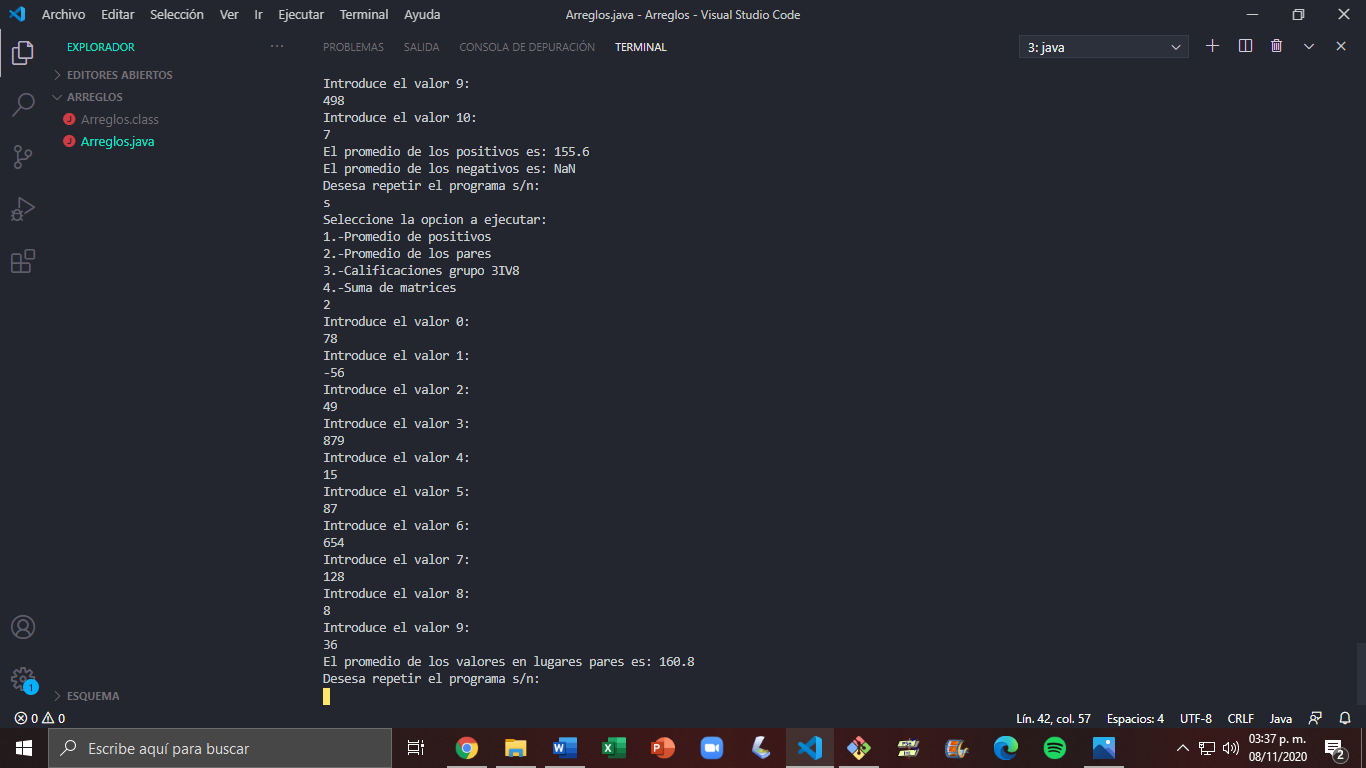 Archivo Editar Selección Ver Ir Ejecutar Terminal Ayuda Arreglos.java - Arreglos - Visual Studio Code
EXPLORADOR ... PROBLEMAS SALIDA CONSOLA DE DEPURACIÓN TERMINAL 3: java
EDITORES ABIERTOS
ARREGLOS
J Arreglos.class
J Arreglos.java
Introduce el valor 9:
498
Introduce el valor 10:
7
El promedio de los positivos es: 155.6
El promedio de los negativos es: NaN
Desesa repetir el programa s/n:
s
Seleccione la opcion a ejecutar:
1.-Promedio de positivos
2.-Promedio de los pares
3.-Calificaciones grupo 3IV8
4.-Suma de matrices
2
Introduce el valor 0:
78
Introduce el valor 1:
-56
Introduce el valor 2:
49
Introduce el valor 3:
879
Introduce el valor 4:
15
Introduce el valor 5:
87
Introduce el valor 6:
654
Introduce el valor 7:
128
Introduce el valor 8:
8
Introduce el valor 9:
36
El promedio de los valores en lugares pares es: 160.8
Desesa repetir el programa s/n:
1
ESQUEMA
0 0 Lín. 42, col. 57 Espacios: 4 UTF-8 CRLF Java
Escribe aquí para buscar
03:37 p. m.
08/11/2020
2